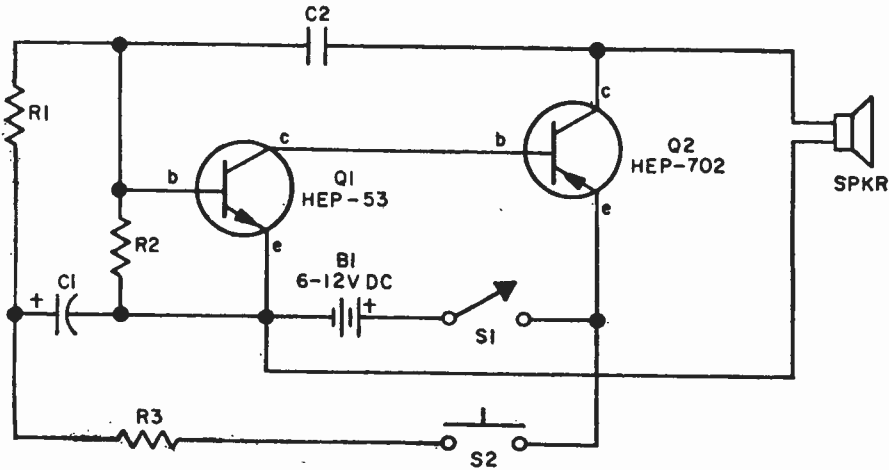 C2
R1
c
c
b
Q2
HEP-702
b
Q1
HEP-53
SPKR
e
e
R2
B1
6-12V DC
C1
+
+
S1
R3
S2